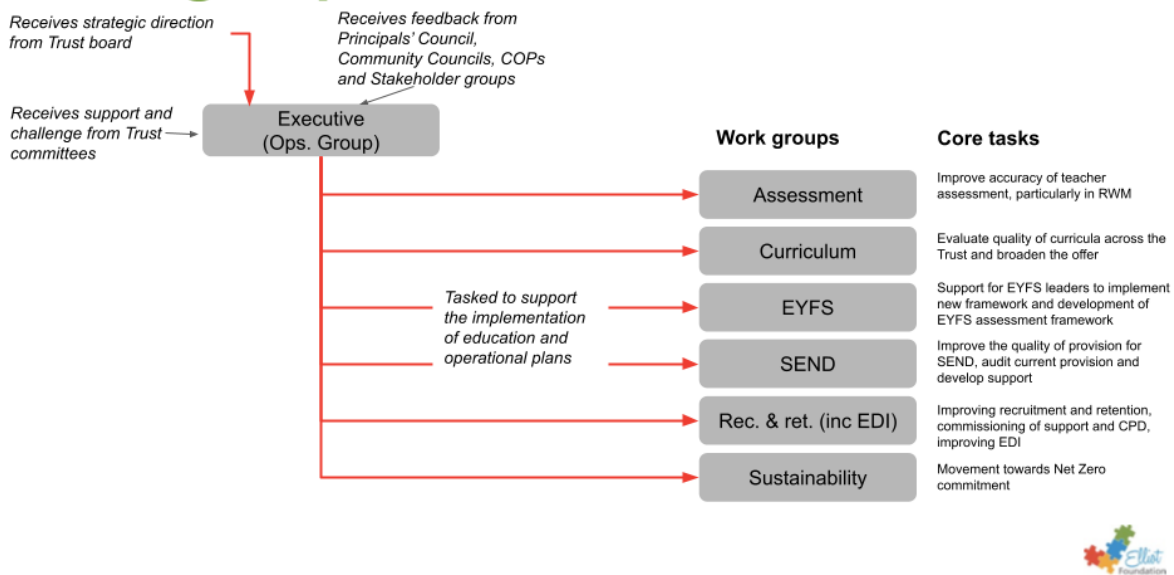 Receives strategic direction
from Trust board
Receives feedback from
Principals' Council,
Community Councils, COPs
and Stakeholder groups
Receives support and
challenge from Trust
committees
Executive
(Ops. Group)
Work groups
Core tasks
Assessment
Improve accuracy of teacher
assessment, particularly in RWM
Curriculum
Evaluate quality of curricula across the
Trust and broaden the offer
Tasked to support
the implementation
of education and
operational plans
EYFS
Support for EYFS leaders to implement
new framework and development of
EYFS assessment framework
SEND
Improve the quality of provision for
SEND, audit current provision and
develop support
Rec. & ret. (inc EDI)
Improving recruitment and retention,
commissioning of support and CPD,
improving EDI
Sustainability
Movement towards Net Zero
commitment
Elliot
Foundation